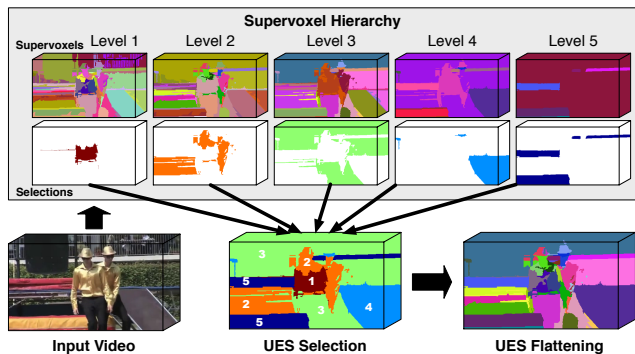 Supervoxel Hierarchy
Supervoxels
Level 1
Level 2
Level 3
Level 4
Level 5
Selections
3
2
1
5
2
3
4
5
Input Video
UES Selection
UES Flattening